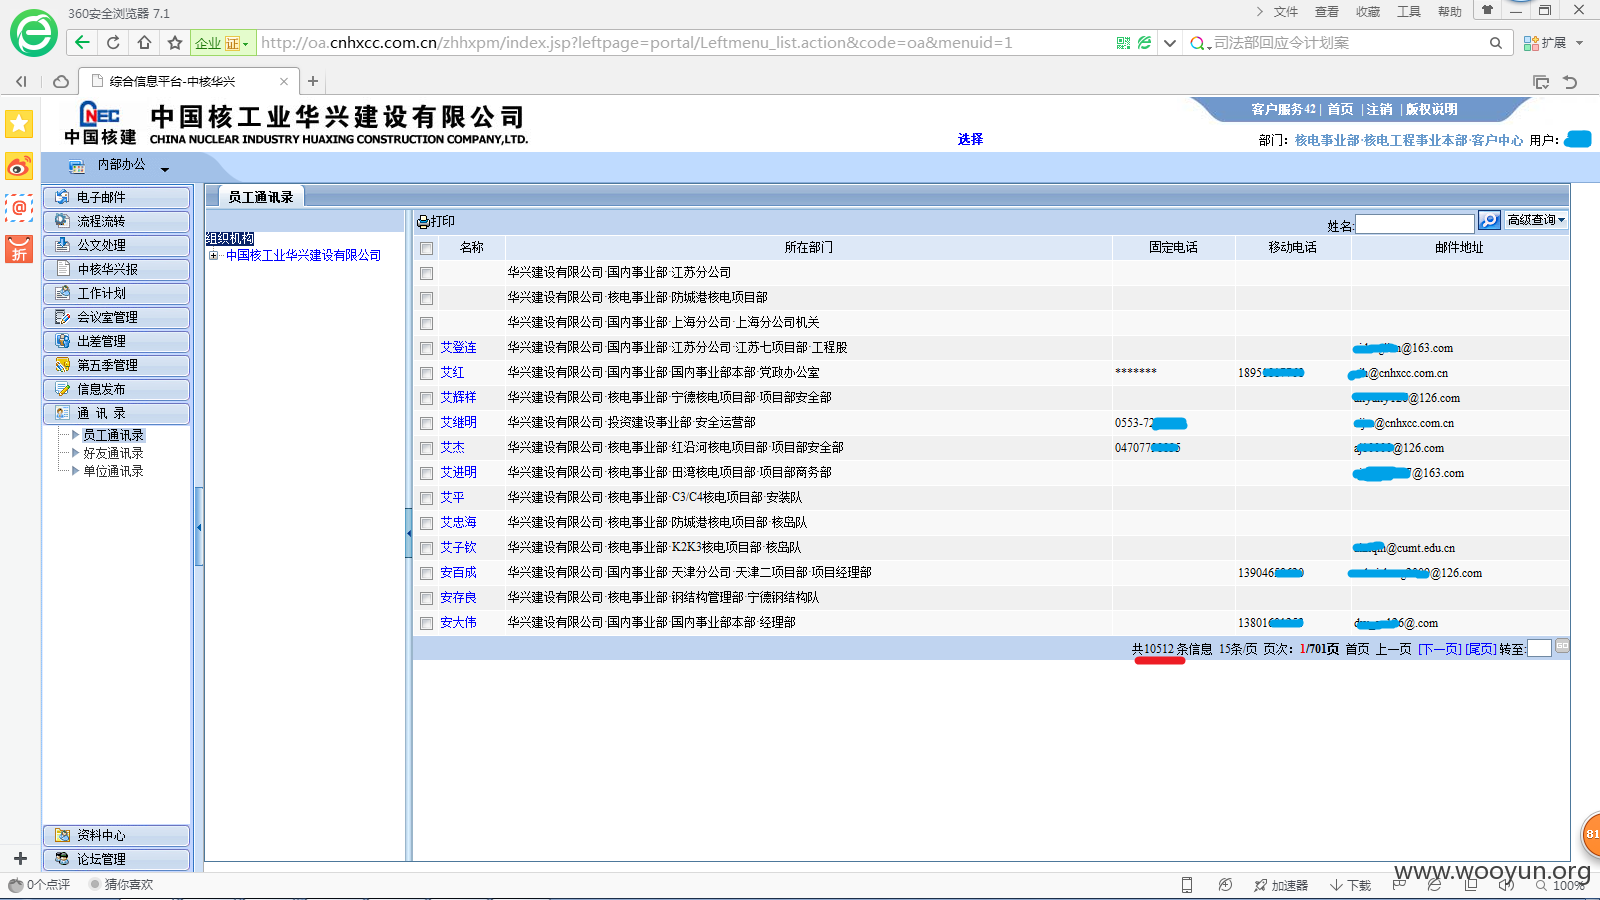 360安全浏览器 7.1
文件 查看 收藏 工具 帮助
企业 证 http://oa.cnhxcc.com.cn/zhhxpm/index.jsp?leftpage=portal/Leftmenu_list.action&code=oa&menuid=1
司法部回应令计划案
扩展
综合信息平台-中核华兴
CNEC
中国核建
中国核工业华兴建设有限公司
CHINA NUCLEAR INDUSTRY HUAXING CONSTRUCTION COMPANY,LTD.
选择
客户服务42| 首页 |注销 |版权说明
部门: 核电事业部·核电工程事业本部·客户中心 用户:
内部办公
折
电子邮件
流程流转
公文处理
中核华兴报
工作计划
会议室管理
出差管理
第五季管理
信息发布
通 讯 录
员工通讯录
好友通讯录
单位通讯录
资料中心
论坛管理
员工通讯录
组织机构
中国核工业华兴建设有限公司
打印
姓名: 高级查询
名称 所在部门 固定电话 移动电话 邮件地址
华兴建设有限公司·国内事业部·江苏分公司
华兴建设有限公司·核电事业部·防城港核电项目部
华兴建设有限公司·国内事业部·上海分公司·上海分公司机关
艾登连 华兴建设有限公司·国内事业部·江苏分公司·江苏七项目部·工程股 @163.com
艾红 华兴建设有限公司·国内事业部·国内事业部本部·党政办公室 ******* 1895 @cnhxcc.com.cn
艾辉祥 华兴建设有限公司·核电事业部·宁德核电项目部·项目部安全部 @126.com
艾维明 华兴建设有限公司·投资建设事业部·安全运营部 0553-72 @cnhxcc.com.cn
艾杰 华兴建设有限公司·核电事业部·红沿河核电项目部·项目部安全部 04707 @126.com
艾进明 华兴建设有限公司·核电事业部·田湾核电项目部·项目部商务部 @163.com
艾平 华兴建设有限公司·核电事业部·C3/C4核电项目部·安装队
艾忠海 华兴建设有限公司·核电事业部·防城港核电项目部·核岛队
艾子钦 华兴建设有限公司·核电事业部·K2K3核电项目部·核岛队 @cumt.edu.cn
安百成 华兴建设有限公司·国内事业部·天津分公司·天津二项目部·项目经理部 13904 @126.com
安存良 华兴建设有限公司·核电事业部·钢结构管理部·宁德钢结构队
安大伟 华兴建设有限公司·国内事业部·国内事业部本部·经理部 13801 @.com
共10512 条信息 15条/页 页次: 1/701页 首页 上一页 [下一页] [尾页] 转至: GO
81
www.wooyun.org
0个点评 猜你喜欢
加速器 下载 100%